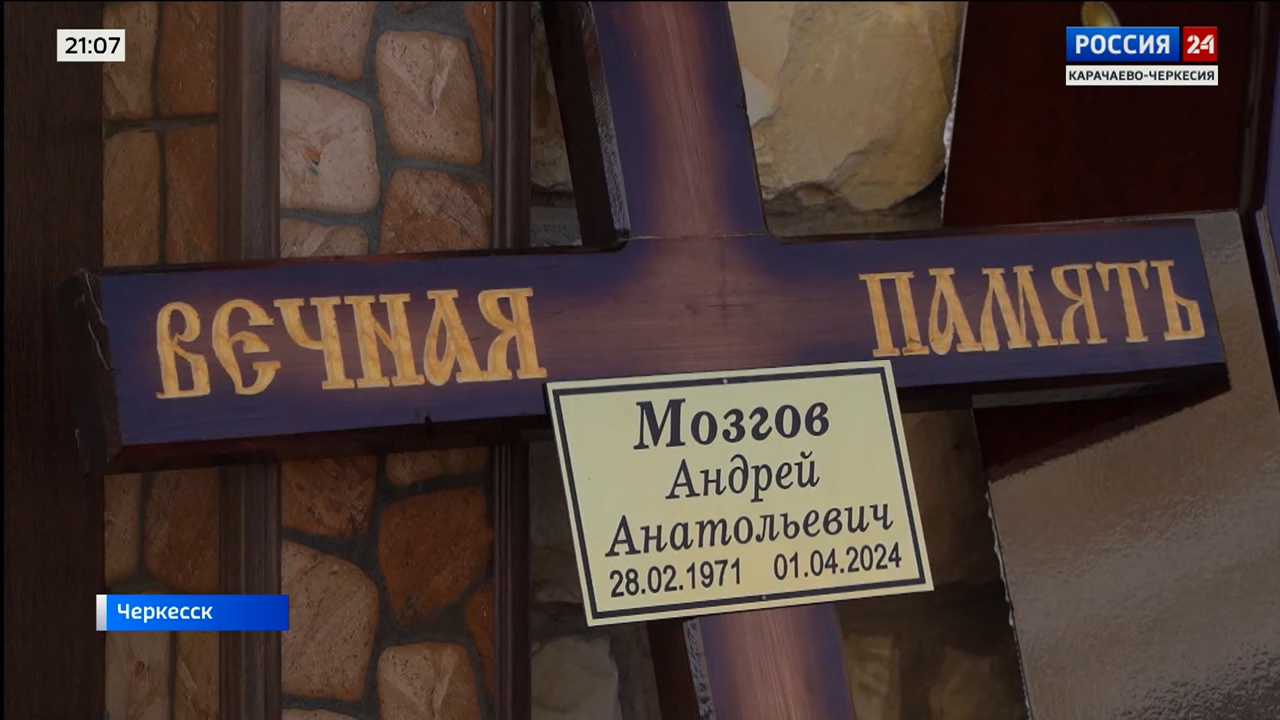 21:07
РОССИЯ 24
КАРАЧАЕВО-ЧЕРКЕСИЯ
ВЕЧНАЯ ПАМЯТЬ
Мозгов
Андрей
Анатольевич
28.02.1971 01.04.2024
Черкесск